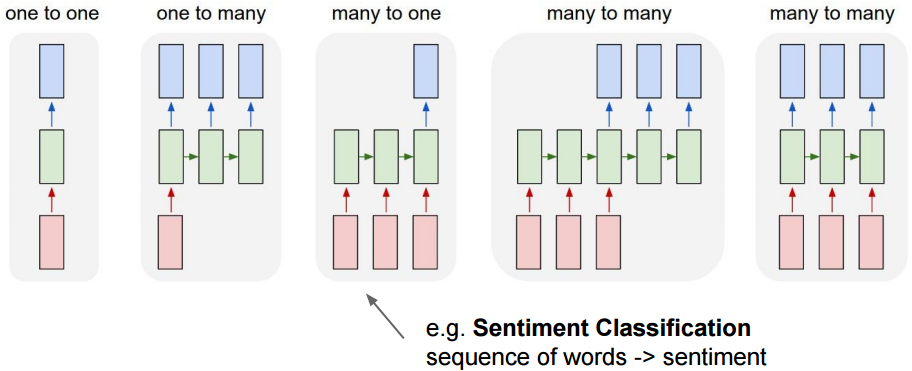 one to one
one to many
many to one
many to many
many to many
e.g. Sentiment Classification
sequence of words -> sentiment